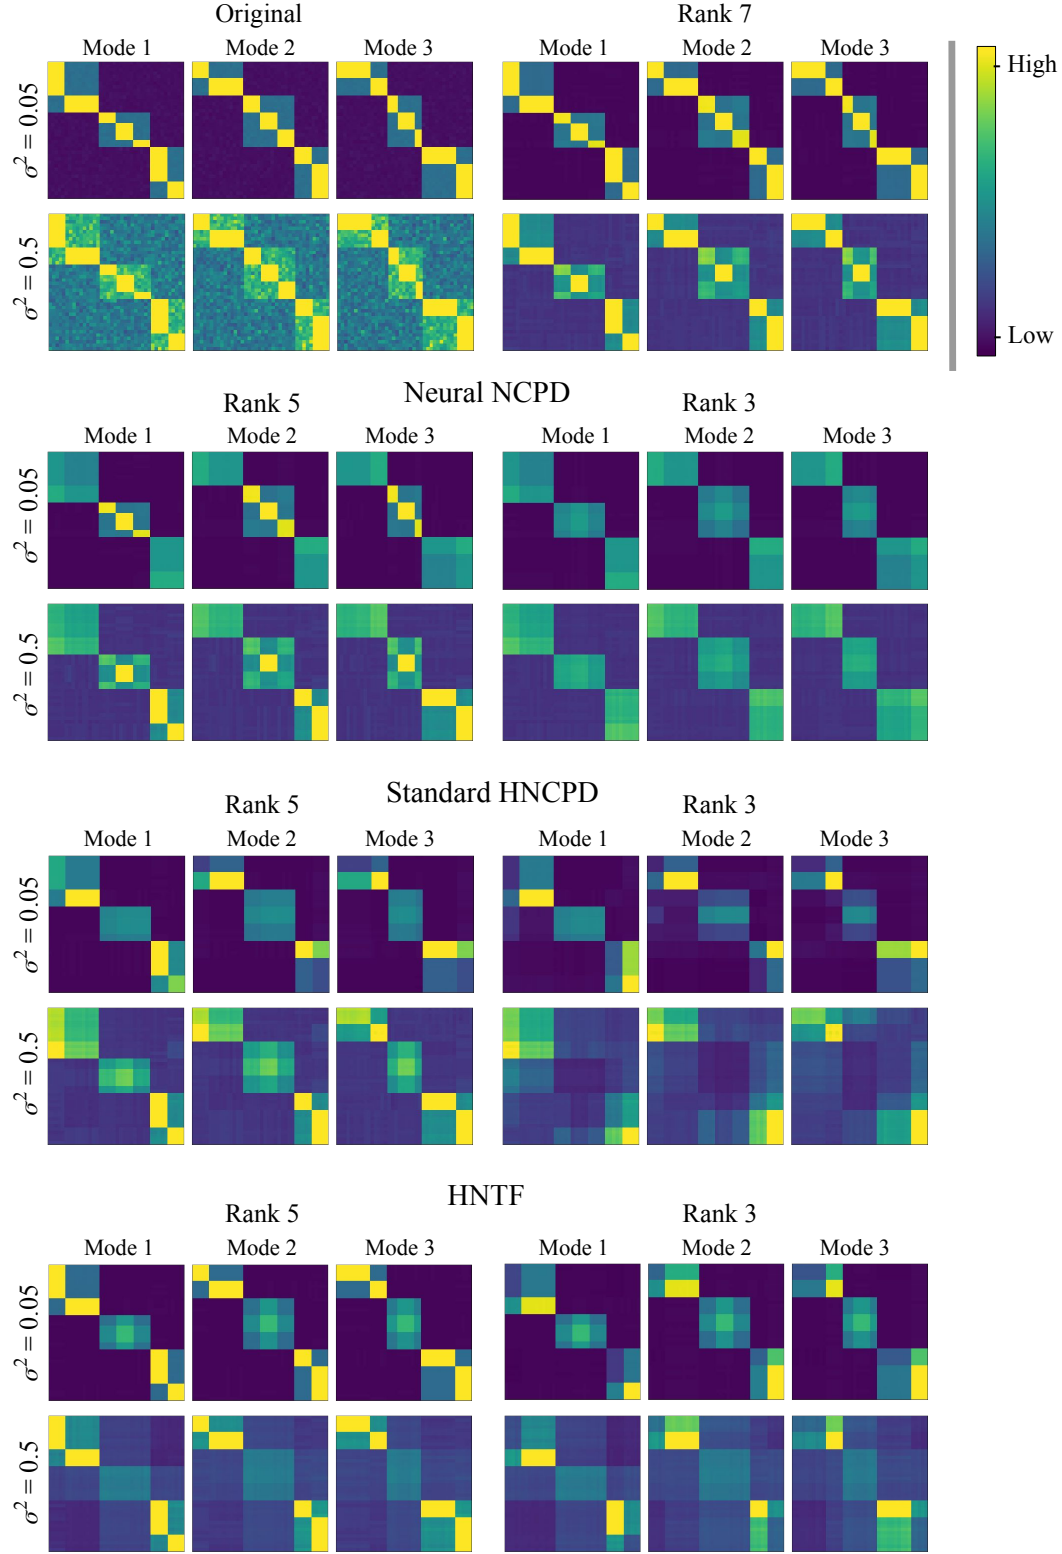 Original Rank 7
Mode 1 Mode 2 Mode 3 Mode 1 Mode 2 Mode 3
High
σ² = 0.05
σ² = 0.5
Low
Neural NCPD
Rank 5 Rank 3
Mode 1 Mode 2 Mode 3 Mode 1 Mode 2 Mode 3
σ² = 0.05
σ² = 0.5
Standard HNCPD
Rank 5 Rank 3
Mode 1 Mode 2 Mode 3 Mode 1 Mode 2 Mode 3
σ² = 0.05
σ² = 0.5
HNTF
Rank 5 Rank 3
Mode 1 Mode 2 Mode 3 Mode 1 Mode 2 Mode 3
σ² = 0.05
σ² = 0.5